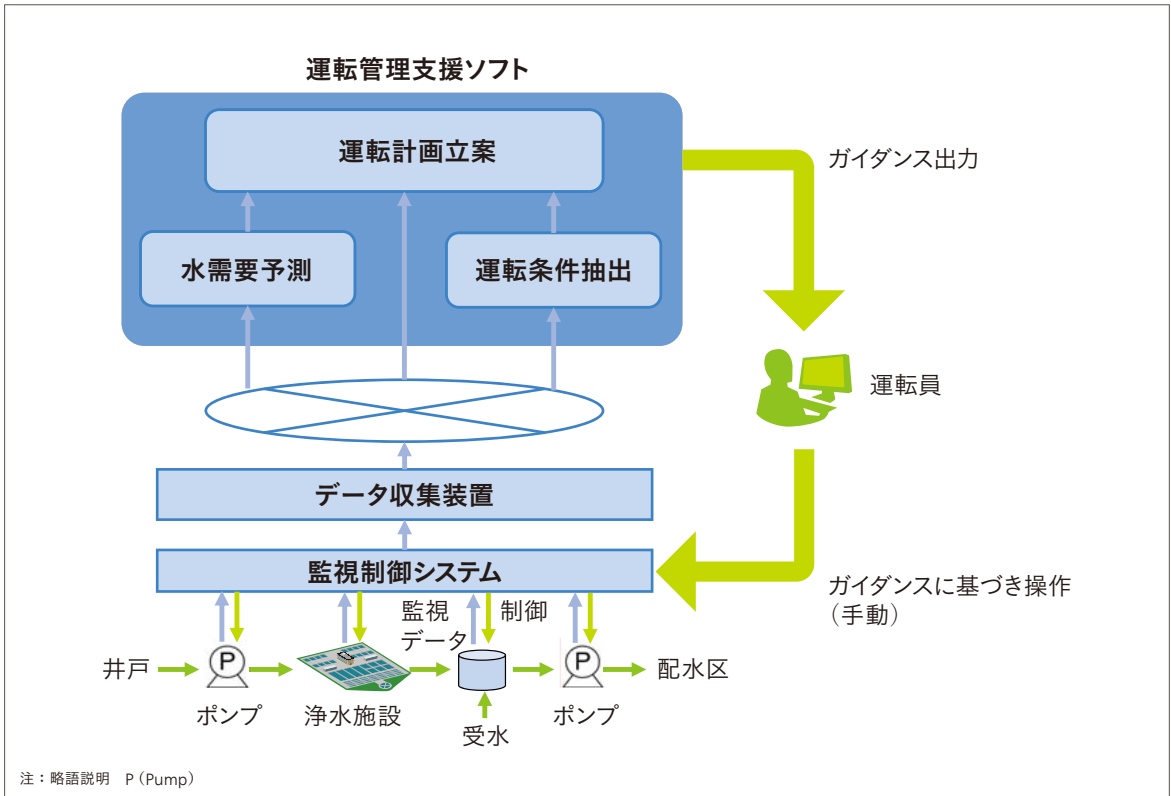 運転管理支援ソフト
運転計画立案
ガイダンス出力
水需要予測
運転条件抽出
運転員
データ収集装置
監視制御システム
ガイダンスに基づき操作
（手動）
監視
データ
制御
井戸
P
P
配水区
ポンプ
浄水施設
受水
ポンプ
注：略語説明　P（Pump）